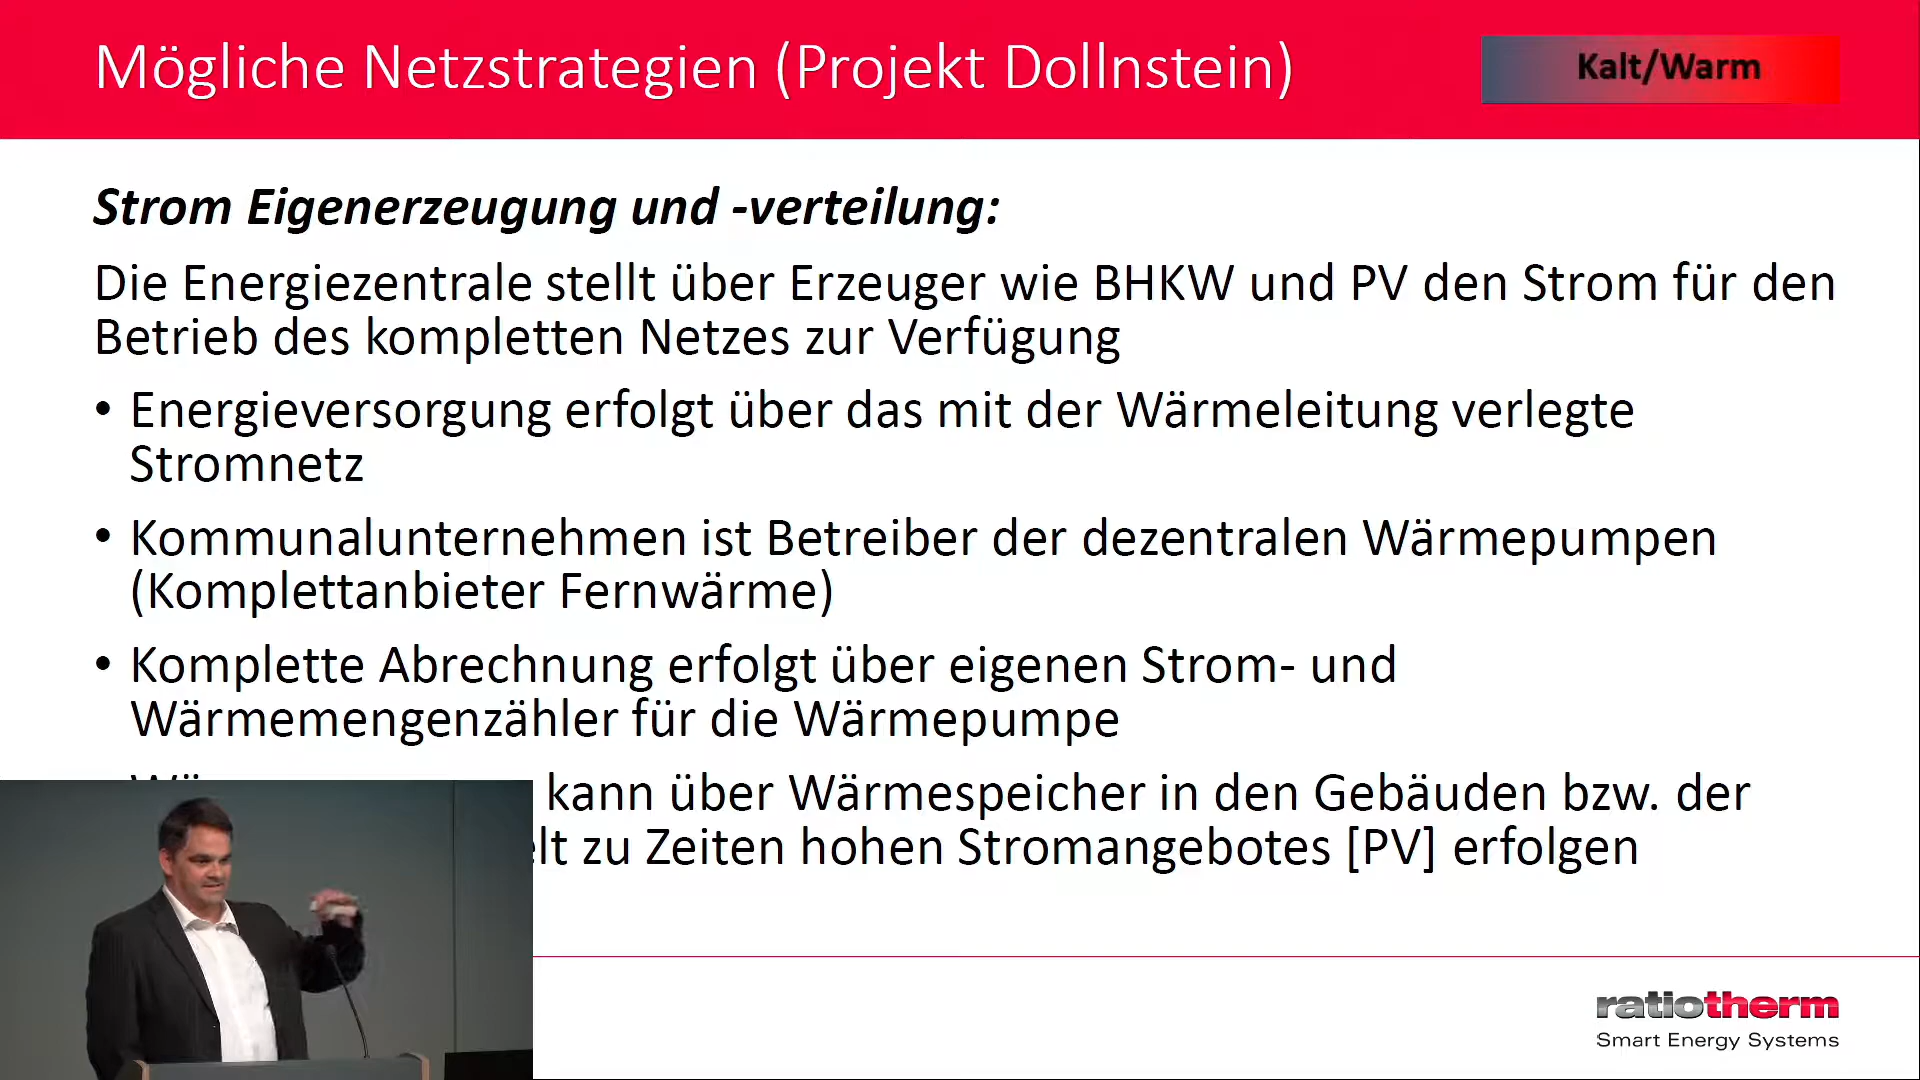 Mögliche Netzstrategien (Projekt Dollnstein)
Kalt/Warm
Strom Eigenerzeugung und -verteilung:
Die Energiezentrale stellt über Erzeuger wie BHKW und PV den Strom für den
Betrieb des kompletten Netzes zur Verfügung
• Energieversorgung erfolgt über das mit der Wärmeleitung verlegte
Stromnetz
• Kommunalunternehmen ist Betreiber der dezentralen Wärmepumpen
(Komplettanbieter Fernwärme)
• Komplette Abrechnung erfolgt über eigenen Strom- und
Wärmemengenzähler für die Wärmepumpe
kann über Wärmespeicher in den Gebäuden bzw. der
zu Zeiten hohen Stromangebotes [PV] erfolgen
ratiotherm
Smart Energy Systems